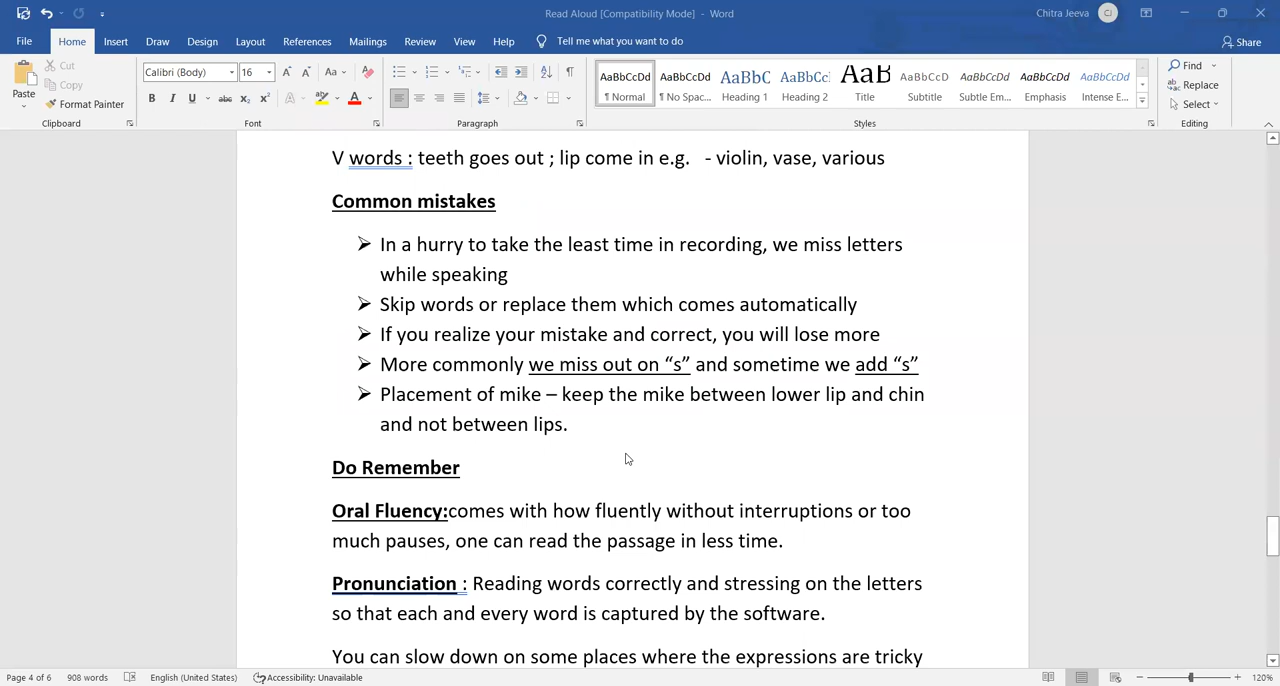 Read Aloud [Compatibility Mode] - Word
Chitra Jeeva
CJ
File Home Insert Draw Design Layout References Mailings Review View Help Tell me what you want to do
Share
Paste
Cut
Copy
Format Painter
Clipboard
Calibri (Body) 16
Font
Paragraph
AaBbCcDd
¶ Normal
AaBbCcDd
¶ No Spac...
AaBbC
Heading 1
AaBbCc
Heading 2
AaB
Title
AaBbCcD
Subtitle
AaBbCcDd
Subtle Em...
AaBbCcDd
Emphasis
AaBbCcDd
Intense E...
Styles
Find
Replace
Select
Editing
V words : teeth goes out ; lip come in e.g. - violin, vase, various
Common mistakes
➢ In a hurry to take the least time in recording, we miss letters
while speaking
➢ Skip words or replace them which comes automatically
➢ If you realize your mistake and correct, you will lose more
➢ More commonly we miss out on “s” and sometime we add “s”
➢ Placement of mike – keep the mike between lower lip and chin
and not between lips.
Do Remember
Oral Fluency:comes with how fluently without interruptions or too
much pauses, one can read the passage in less time.
Pronunciation : Reading words correctly and stressing on the letters
so that each and every word is captured by the software.
You can slow down on some places where the expressions are tricky
Page 4 of 6 908 words English (United States) Accessibility: Unavailable
120%